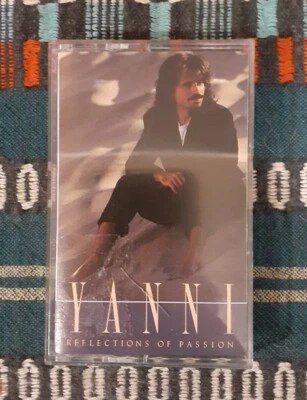 YANNI
REFLECTIONS OF PASSION